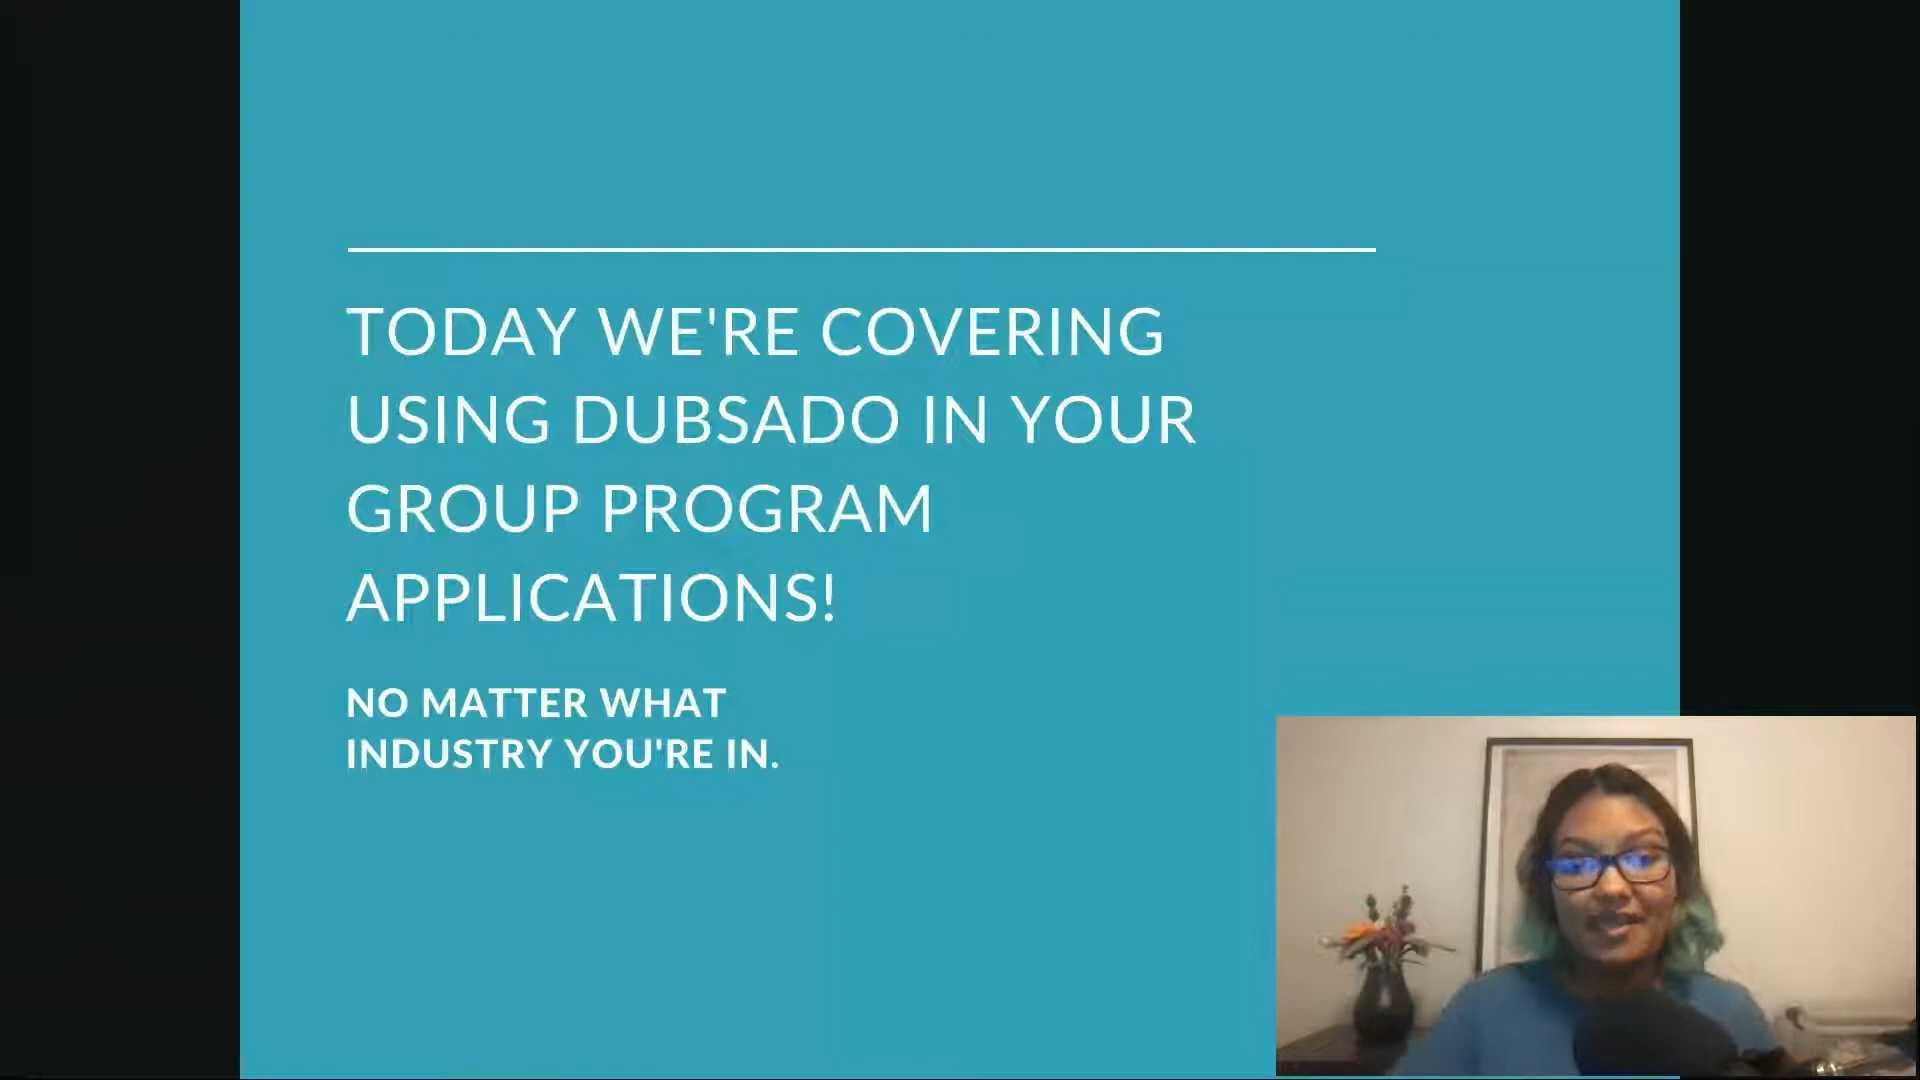 TODAY WE'RE COVERING
USING DUBSADO IN YOUR
GROUP PROGRAM
APPLICATIONS!
NO MATTER WHAT
INDUSTRY YOU'RE IN.